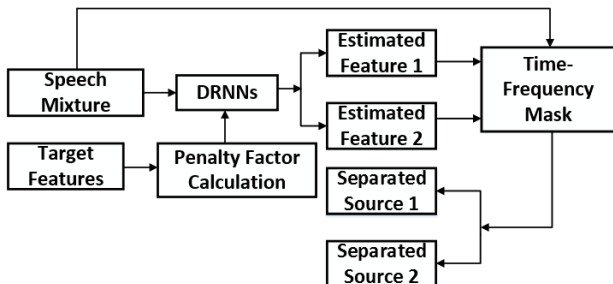 Speech
Mixture
DRNNs
Estimated
Feature 1
Estimated
Feature 2
Time-
Frequency
Mask
Target
Features
Penalty Factor
Calculation
Separated
Source 1
Separated
Source 2